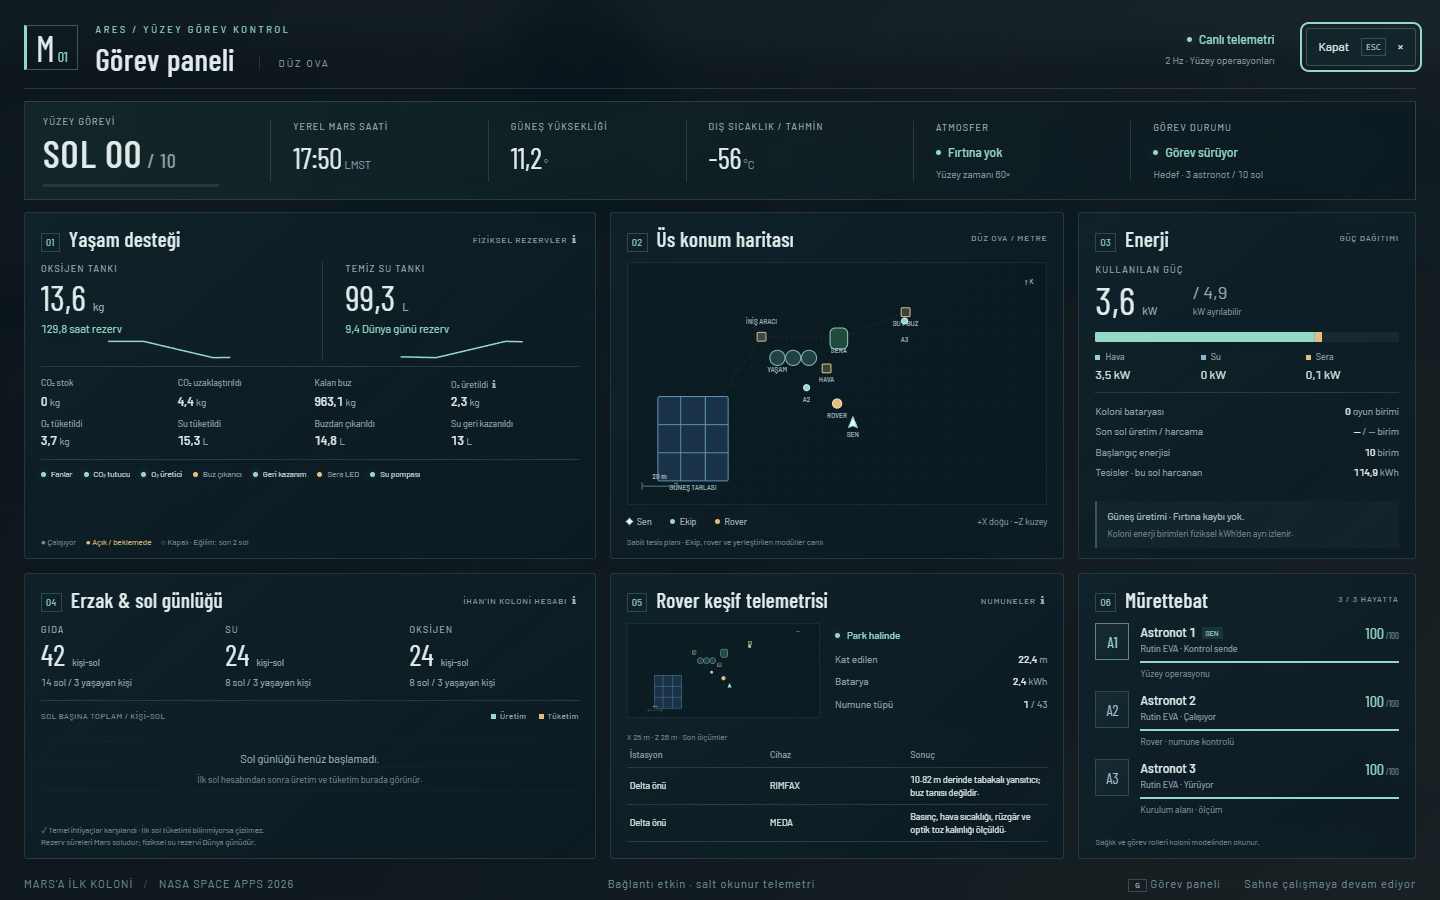 M 01
ARES / YÜZEY GÖREV KONTROL
Görev paneli
DÜZ OVA
Canlı telemetri
2 Hz · Yüzey operasyonları
Kapat ESC ×
YÜZEY GÖREVİ
SOL 00 / 10
YEREL MARS SAATİ
17:50 LMST
GÜNEŞ YÜKSEKLİĞİ
11,2 °
DIŞ SICAKLIK / TAHMİN
-56 °C
ATMOSFER
Fırtına yok
Yüzey zamanı 60×
GÖREV DURUMU
Görev sürüyor
Hedef · 3 astronot / 10 sol
01 Yaşam desteği
FİZİKSEL REZERVLER ℹ
OKSİJEN TANKI
13,6 kg
129,8 saat rezerv
TEMİZ SU TANKI
99,3 L
9,4 Dünya günü rezerv
CO₂ stok
0 kg
CO₂ uzaklaştırıldı
4,4 kg
Kalan buz
963,1 kg
O₂ üretildi ℹ
2,3 kg
O₂ tüketildi
3,7 kg
Su tüketildi
15,3 L
Buzdan çıkarıldı
14,8 L
Su geri kazanıldı
13 L
Fanlar CO₂ tutucu O₂ üretici Buz çıkarıcı Geri kazanım Sera LED Su pompası
● Çalışıyor ● Açık / beklemede ○ Kapalı · Eğilim: son 2 sol
02 Üs konum haritası
DÜZ OVA / METRE
↑ K
İNİŞ ARACI
SERA
A3
YAŞAM
HAVA
A2
ROVER
SEN
20 m
GÜNEŞ TARLASI
Sen Ekip Rover
+X doğu · −Z kuzey
Sabit tesis planı · Ekip, rover ve yerleştirilen modüller canlı
03 Enerji
GÜÇ DAĞITIMI
KULLANILAN GÜÇ
3,6 kW
/ 4,9
kW ayrılabilir
Hava
3,5 kW
Su
0 kW
Sera
0,1 kW
Koloni bataryası 0 oyun birimi
Son sol üretim / harcama — / — birim
Başlangıç enerjisi 10 birim
Tesisler · bu sol harcanan 114,9 kWh
Güneş üretimi · Fırtına kaybı yok.
Koloni enerji birimleri fiziksel kWh'den ayrı izlenir.
04 Erzak & sol günlüğü
İHAN'IN KOLONİ HESABI ℹ
GIDA
42 kişi-sol
14 sol / 3 yaşayan kişi
SU
24 kişi-sol
8 sol / 3 yaşayan kişi
OKSİJEN
24 kişi-sol
8 sol / 3 yaşayan kişi
SOL BAŞINA TOPLAM / KİŞİ-SOL
Üretim Tüketim
Sol günlüğü henüz başlamadı.
İlk sol hesabından sonra üretim ve tüketim burada görünür.
✓ Temel ihtiyaçlar karşılandı · İlk sol tüketimi bilinmiyorsa çizilmez.
Rezerv süreleri Mars soludur; fiziksel su rezervi Dünya günüdür.
05 Rover keşif telemetrisi
NUMUNELER ℹ
Park halinde
Kat edilen 22,4 m
Batarya 2,4 kWh
Numune tüpü 1 / 43
X 25 m · Z 26 m · Son ölçümler
İstasyon Cihaz Sonuç
Delta önü RIMFAX 10-82 m derinde tabakalı yansıtıcı;
buz tanısı değildir.
Delta önü MEDA Basınç, hava sıcaklığı, rüzgâr ve
optik toz kalınlığı ölçüldü.
06 Mürettebat
3 / 3 HAYATTA
A1
Astronot 1 SEN
100 /100
Rutin EVA · Kontrol sende
Yüzey operasyonu
A2
Astronot 2
100 /100
Rutin EVA · Çalışıyor
Rover · numune kontrolü
A3
Astronot 3
100 /100
Rutin EVA · Yürüyor
Kurulum alanı · ölçüm
Sağlık ve görev rolleri koloni modelinden okunur.
MARS'A İLK KOLONİ / NASA SPACE APPS 2026
Bağlantı etkin · salt okunur telemetri
G Görev paneli · Sahne çalışmaya devam ediyor